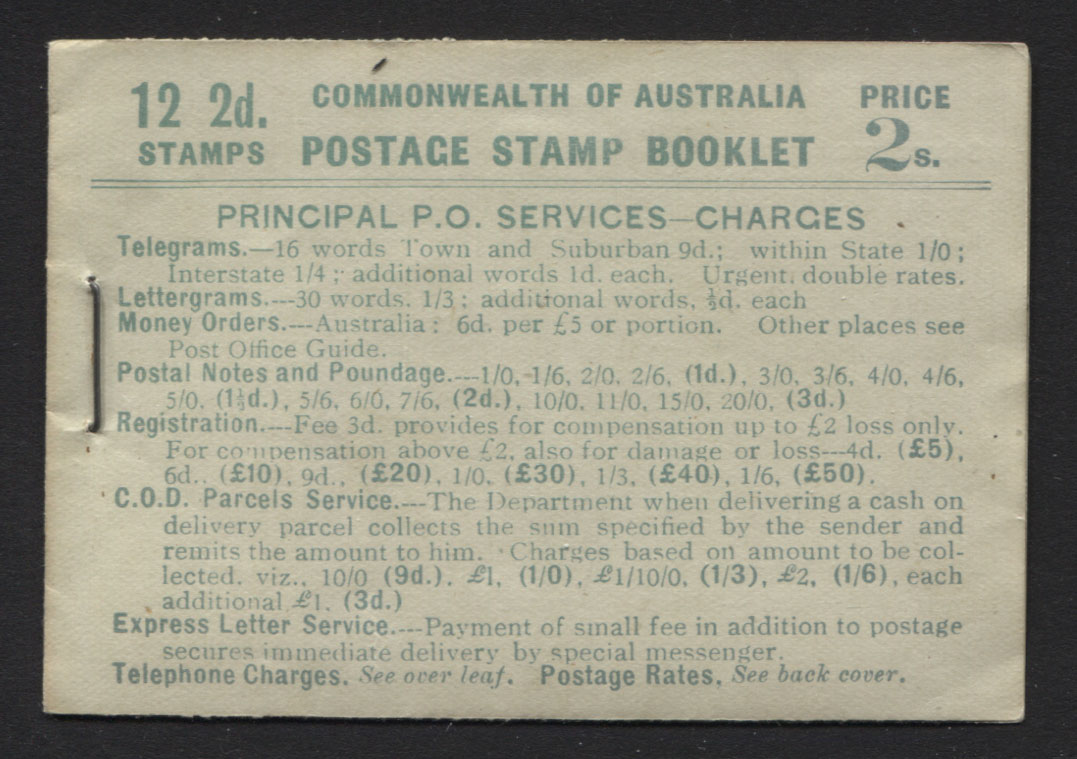 12 2d. STAMPS
COMMONWEALTH OF AUSTRALIA
POSTAGE STAMP BOOKLET
PRICE 2s.
PRINCIPAL P.O. SERVICES—CHARGES
Telegrams.—16 words Town and Suburban 9d.; within State 1/0;
Interstate 1/4; additional words 1d. each. Urgent, double rates.
Lettergrams.—30 words, 1/3; additional words, ½d. each
Money Orders.—Australia: 6d. per £5 or portion. Other places see
Post Office Guide.
Postal Notes and Poundage.—1/0, 1/6, 2/0, 2/6, (1d.), 3/0, 3/6, 4/0, 4/6,
5/0, (1½d.), 5/6, 6/0, 7/6, (2d.), 10/0, 11/0, 15/0, 20/0, (3d.)
Registration.—Fee 3d. provides for compensation up to £2 loss only.
For compensation above £2, also for damage or loss—4d. (£5),
6d., (£10), 9d., (£20), 1/0, (£30), 1/3, (£40), 1/6, (£50).
C.O.D. Parcels Service.—The Department when delivering a cash on
delivery parcel collects the sum specified by the sender and
remits the amount to him. Charges based on amount to be col-
lected, viz., 10/0 (9d.), £1, (1/0), £1/10/0, (1/3), £2, (1/6), each
additional £1, (3d.)
Express Letter Service.—Payment of small fee in addition to postage
secures immediate delivery by special messenger.
Telephone Charges. See over leaf. Postage Rates. See back cover.